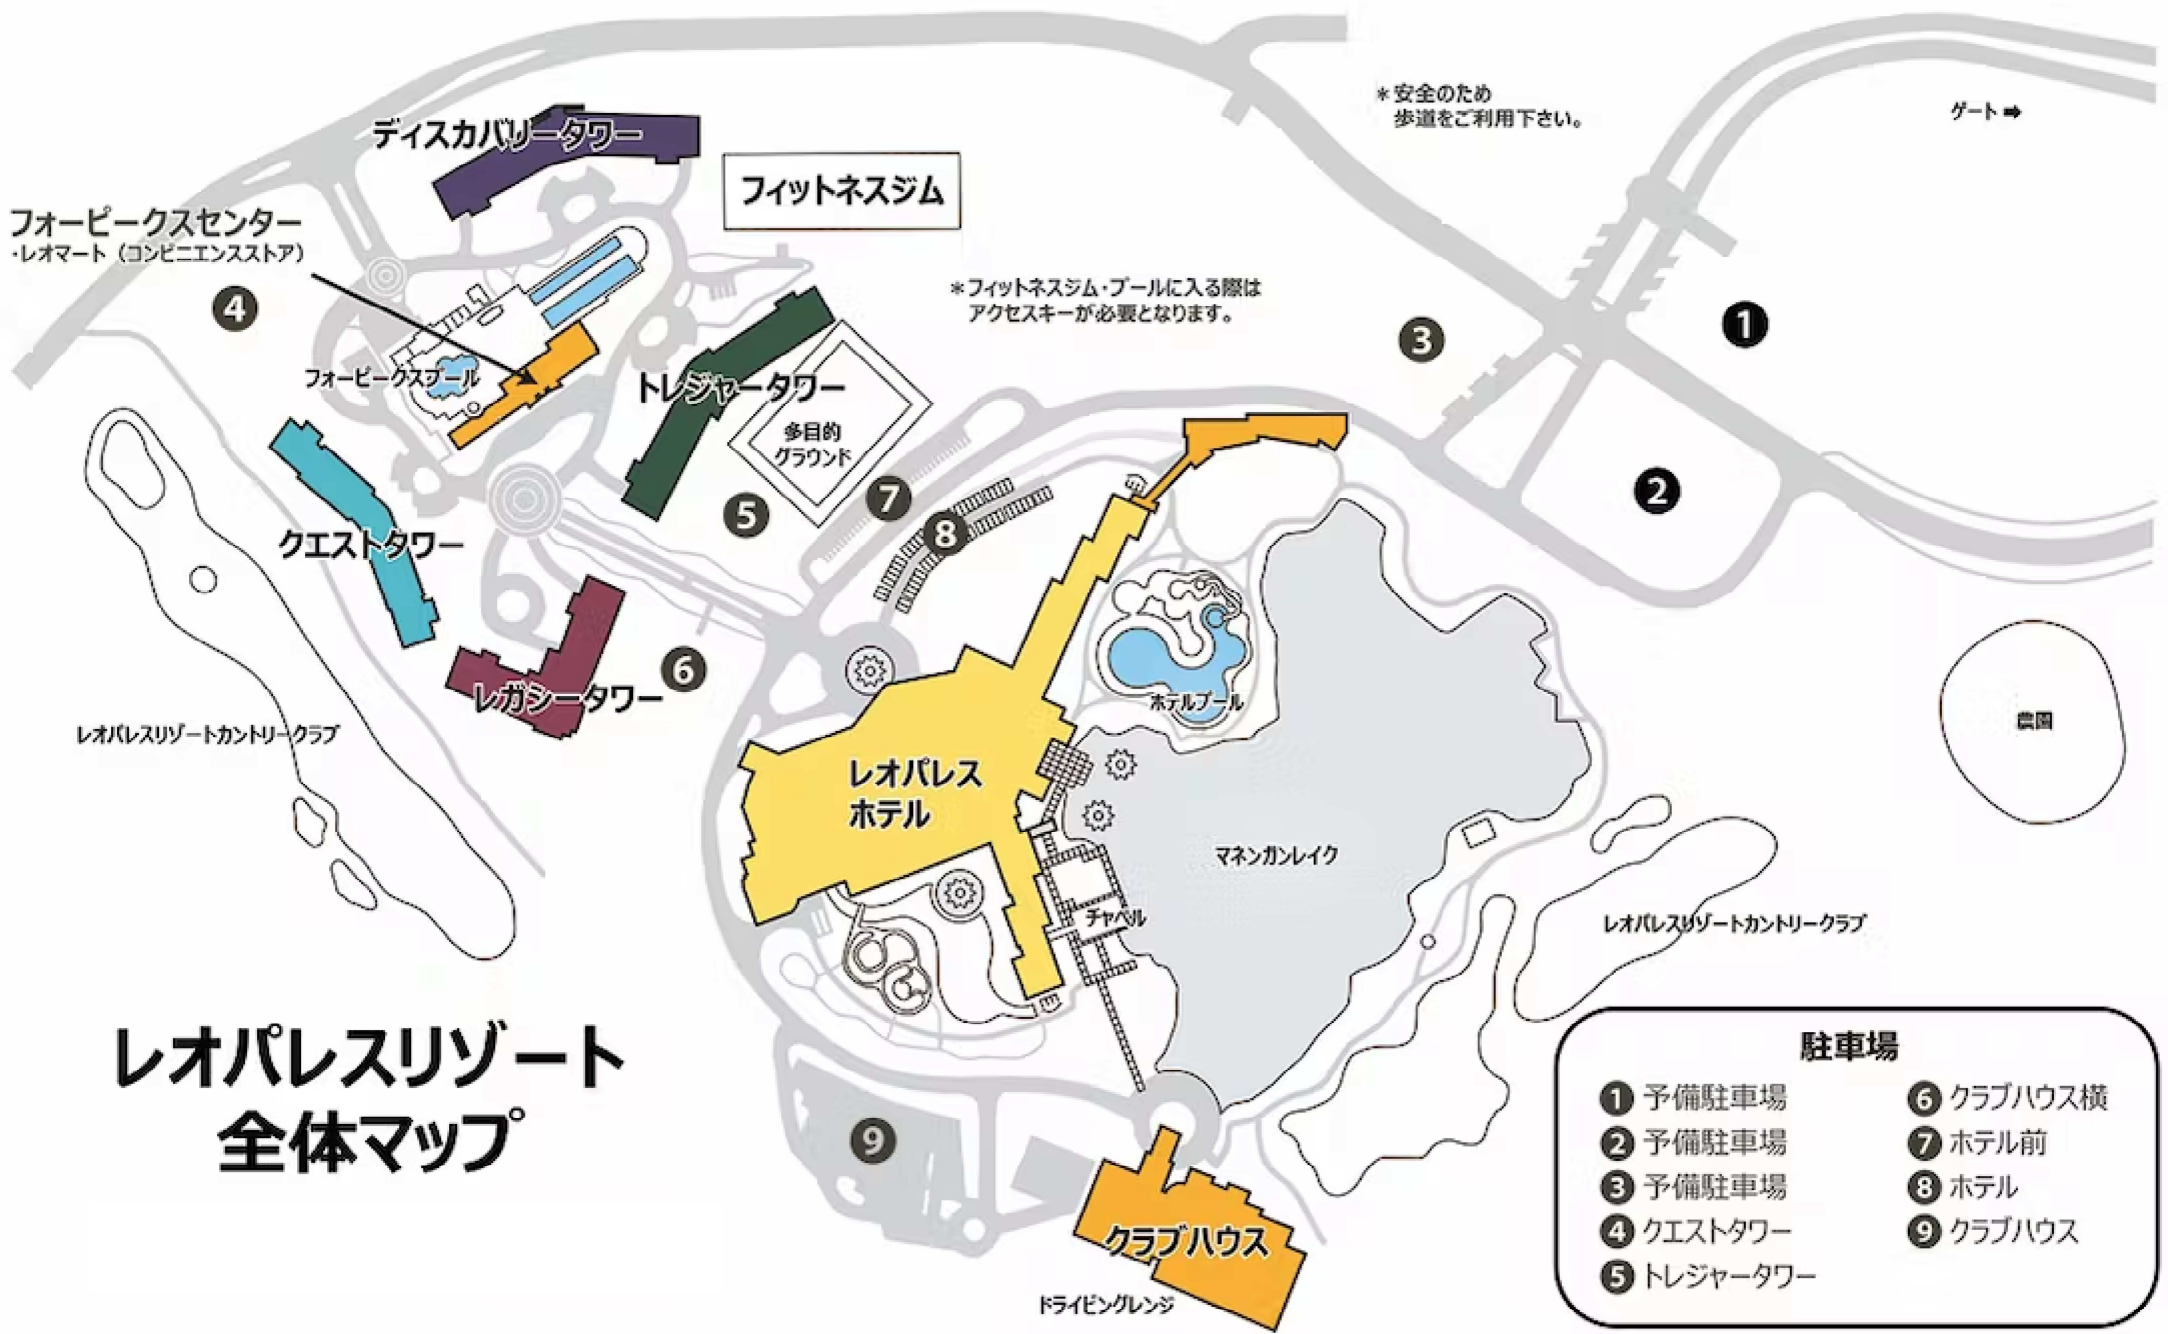 ＊安全のため
歩道をご利用下さい。
ゲート ➡
ディスカバリータワー
フィットネスジム
フォーピークスセンター
・レオマート（コンビニエンスストア）
＊フィットネスジム・プールに入る際は
アクセスキーが必要となります。
4
3
1
フォーピークスプール
トレジャータワー
多目的
グラウンド
7
2
5
8
クエストタワー
6
レガシータワー
ホテルプール
農園
レオパレスリゾートカントリークラブ
レオパレス
ホテル
マネンガンレイク
チャペル
レオパレスリゾートカントリークラブ
レオパレスリゾート
全体マップ
9
クラブハウス
ドライビングレンジ
駐車場
1 予備駐車場
2 予備駐車場
3 予備駐車場
4 クエストタワー
5 トレジャータワー
6 クラブハウス横
7 ホテル前
8 ホテル
9 クラブハウス